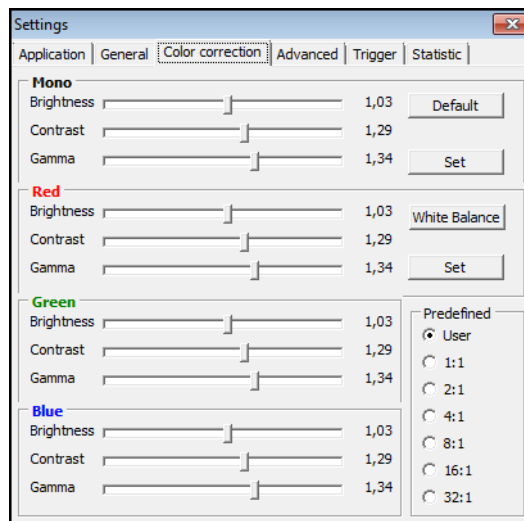 Settings
Application General Color correction Advanced Trigger Statistic
Mono
Brightness 1,03 Default
Contrast 1,29
Gamma 1,34 Set
Red
Brightness 1,03 White Balance
Contrast 1,29
Gamma 1,34 Set
Green
Brightness 1,03
Contrast 1,29
Gamma 1,34
Blue
Brightness 1,03
Contrast 1,29
Gamma 1,34
Predefined
User
1:1
2:1
4:1
8:1
16:1
32:1